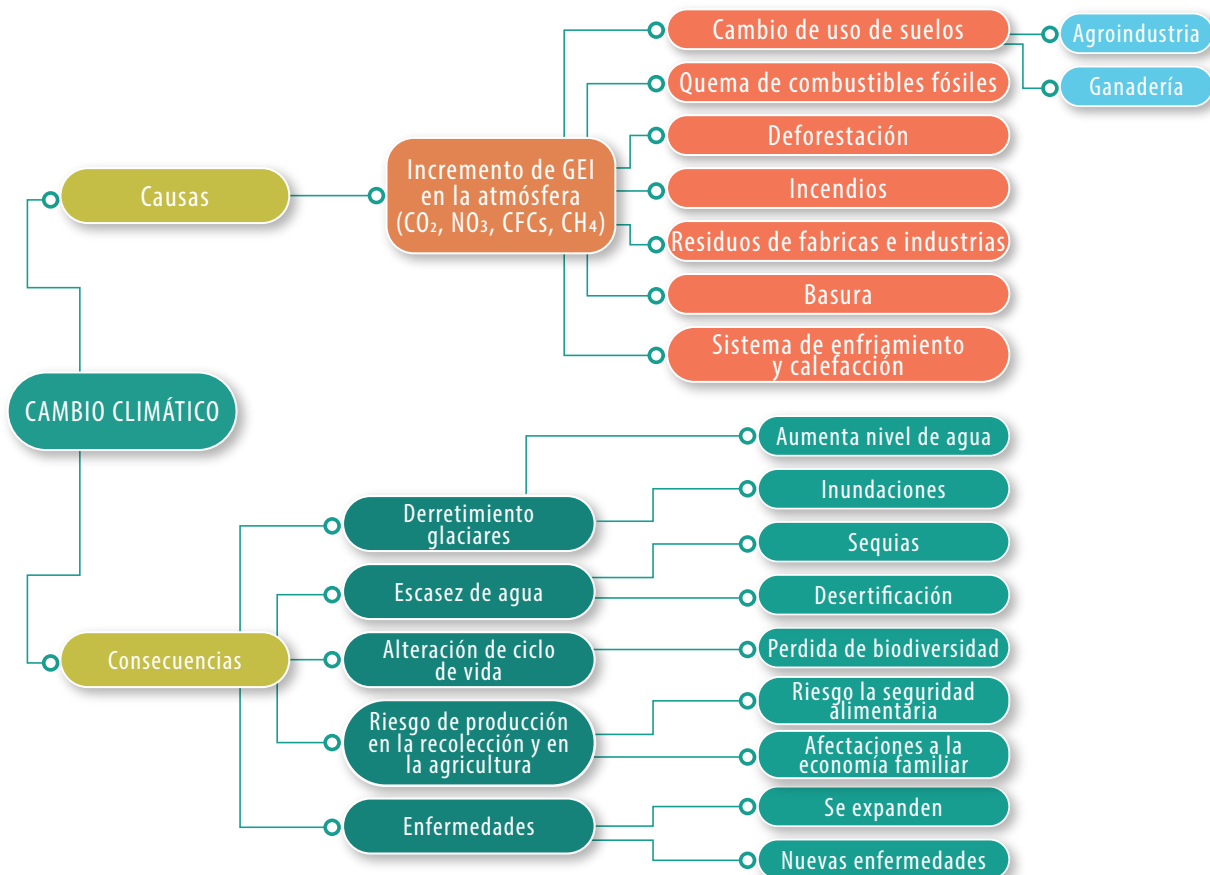 CAMBIO CLIMÁTICO
Causas
Incremento de GEI
en la atmósfera
(CO₂, NO₃, CFCs, CH₄)
Cambio de uso de suelos
Agroindustria
Ganadería
Quema de combustibles fósiles
Deforestación
Incendios
Residuos de fabricas e industrias
Basura
Sistema de enfriamiento
y calefacción
Consecuencias
Derretimiento
glaciares
Aumenta nivel de agua
Inundaciones
Escasez de agua
Sequias
Desertificación
Alteración de ciclo
de vida
Perdida de biodiversidad
Riesgo de producción
en la recolección y en
la agricultura
Riesgo la seguridad
alimentaria
Afectaciones a la
economía familiar
Enfermedades
Se expanden
Nuevas enfermedades